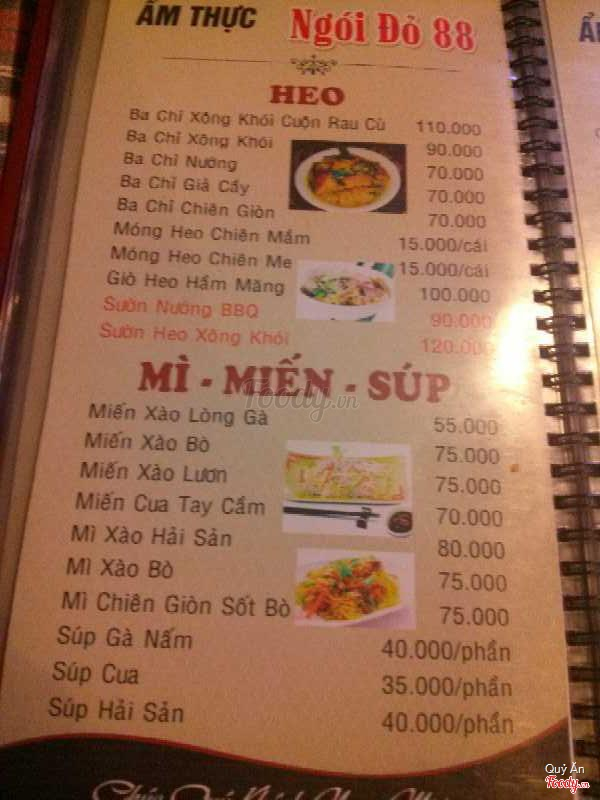 ẨM THỰC Ngói Đỏ 88
HEO
Ba Chỉ Xông Khói Cuộn Rau Củ 110.000
Ba Chỉ Xông Khói 90.000
Ba Chỉ Nướng 70.000
Ba Chỉ Giả Cầy 70.000
Ba Chỉ Chiên Giòn 70.000
Móng Heo Chiên Mắm 15.000/cái
Móng Heo Chiên Me 15.000/cái
Giò Heo Hầm Măng 100.000
Sườn Nướng BBQ 90.000
Sườn Heo Xông Khói 120.000
MÌ - MIẾN - SÚP
Foody.vn
Miến Xào Lòng Gà 55.000
Miến Xào Bò 75.000
Miến Xào Lươn 75.000
Miến Cua Tay Cầm 70.000
Mì Xào Hải Sản 80.000
Mì Xào Bò 75.000
Mì Chiên Giòn Sốt Bò 75.000
Súp Gà Nấm 40.000/phần
Súp Cua 35.000/phần
Súp Hải Sản 40.000/phần
Quý Ẩn
Foody.vn